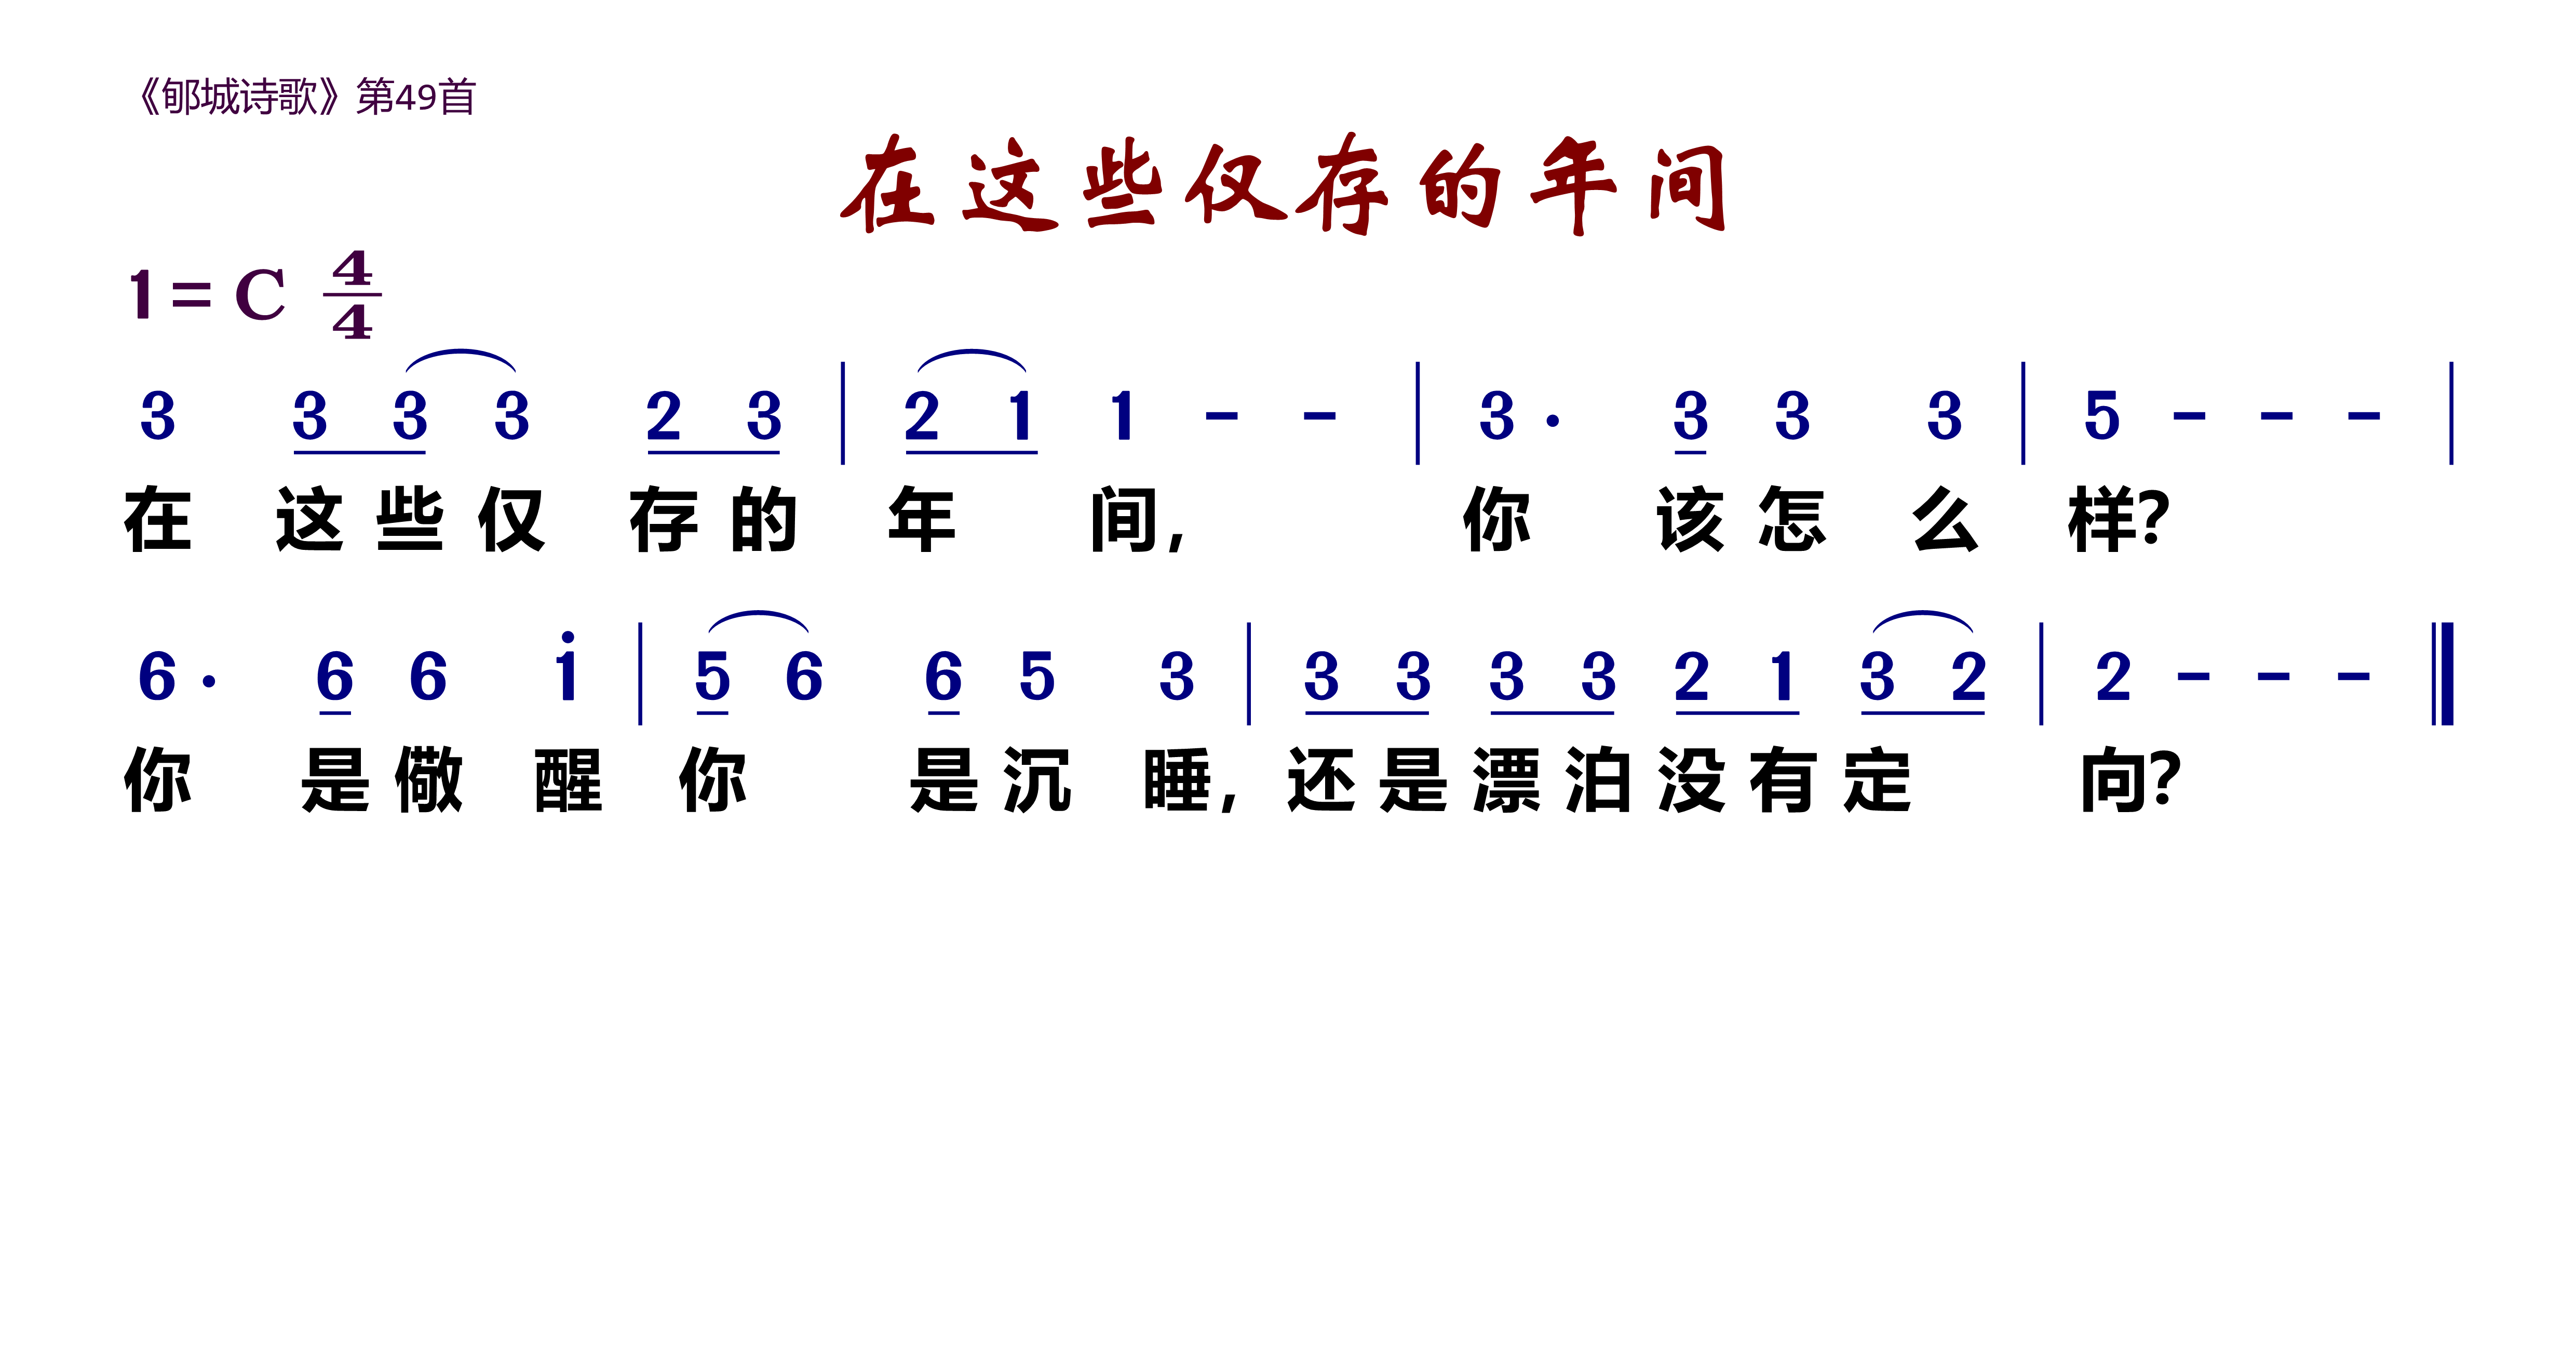 《郇城诗歌》第49首
在这些仅存的年间
1= C 4/4
3 3 3 3 2 3 | 2 1 1 - - | 3 · 3 3 3 | 5 - - - |
在 这 些 仅 存 的 年 间, 你 该 怎 么 样?
6 · 6 6 1̇ | 5 6 6 5 3 | 3 3 3 3 2 1 3 2 | 2 - - - ‖
你 是 儆 醒 你 是 沉 睡, 还 是 漂 泊 没 有 定 向?